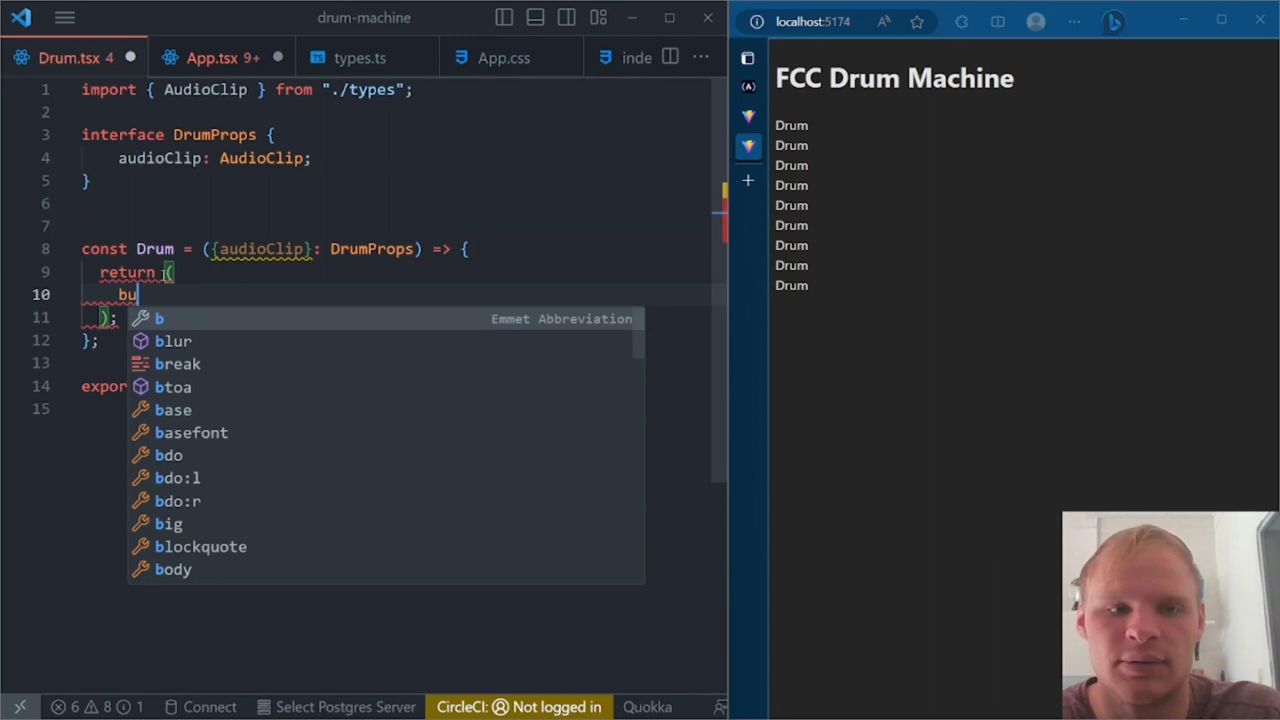 drum-machine
Drum.tsx 4
App.tsx 9+
types.ts
App.css
inde
1 import { AudioClip } from "./types";
2
3 interface DrumProps {
4 audioClip: AudioClip;
5 }
6
7
8 const Drum = ({audioClip}: DrumProps) => {
9 return (
10 bu
11 );
12 };
13
14 expor
15
b Emmet Abbreviation
blur
break
btoa
base
basefont
bdo
bdo:l
bdo:r
big
blockquote
body
6 8 1 Connect Select Postgres Server CircleCI: Not logged in Quokka
localhost:5174
FCC Drum Machine
Drum
Drum
Drum
Drum
Drum
Drum
Drum
Drum
Drum